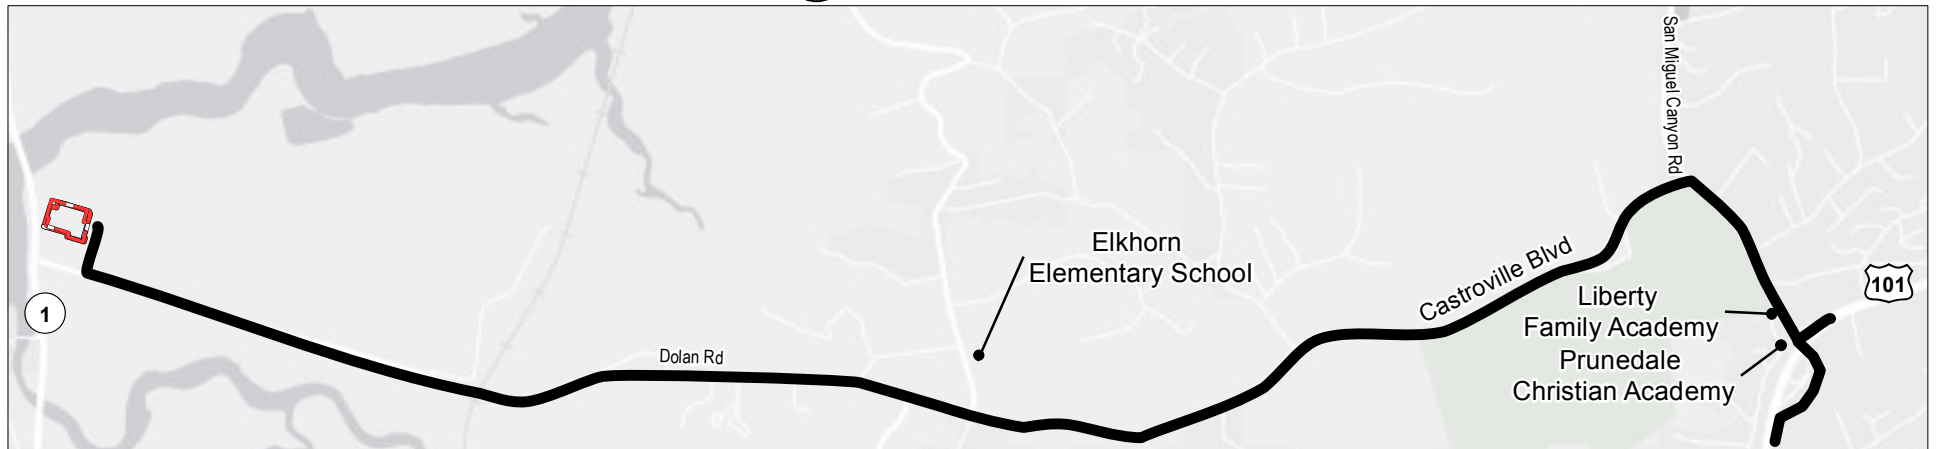 San Miguel Canyon Rd
Elkhorn
Elementary School
Castroville Blvd
101
Liberty
Family Academy
1
Dolan Rd
Prunedale
Christian Academy